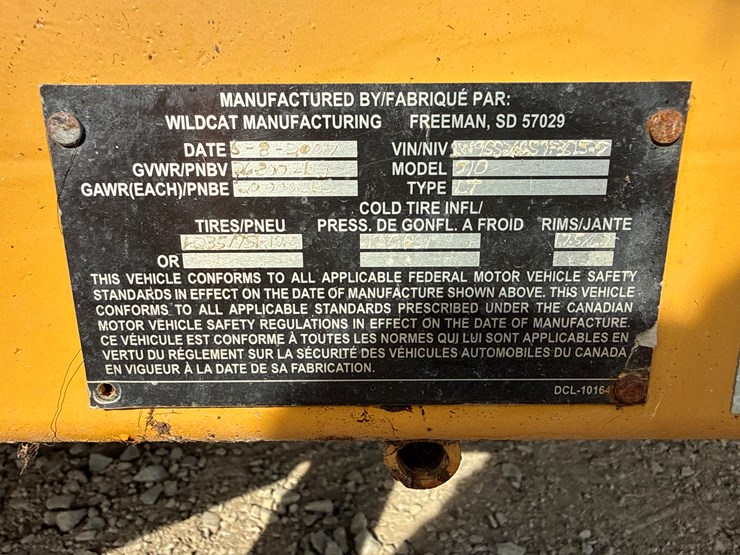 MANUFACTURED BY/FABRIQUÉ PAR:
WILDCAT MANUFACTURING FREEMAN, SD 57029
DATE VIN/NIV
GVWR/PNBV MODEL 510
GAWR(EACH)/PNBE TYPE LT
COLD TIRE INFL/
TIRES/PNEU PRESS. DE GONFL. A FROID RIMS/JANTE
OR
THIS VEHICLE CONFORMS TO ALL APPLICABLE FEDERAL MOTOR VEHICLE SAFETY
STANDARDS IN EFFECT ON THE DATE OF MANUFACTURE SHOWN ABOVE. THIS VEHICLE
CONFORMS TO ALL APPLICABLE STANDARDS PRESCRIBED UNDER THE CANADIAN
MOTOR VEHICLE SAFETY REGULATIONS IN EFFECT ON THE DATE OF MANUFACTURE.
CE VÉHICULE EST CONFORME À TOUTES LES NORMES QUI LUI SONT APPLICABLES EN
VERTU DU RÉGLEMENT SUR LA SÉCURITÉ DES VÉHICULES AUTOMOBILES DU CANADA
EN VIGUEUR À LA DATE DE SA FABRICATION.
DCL-10164